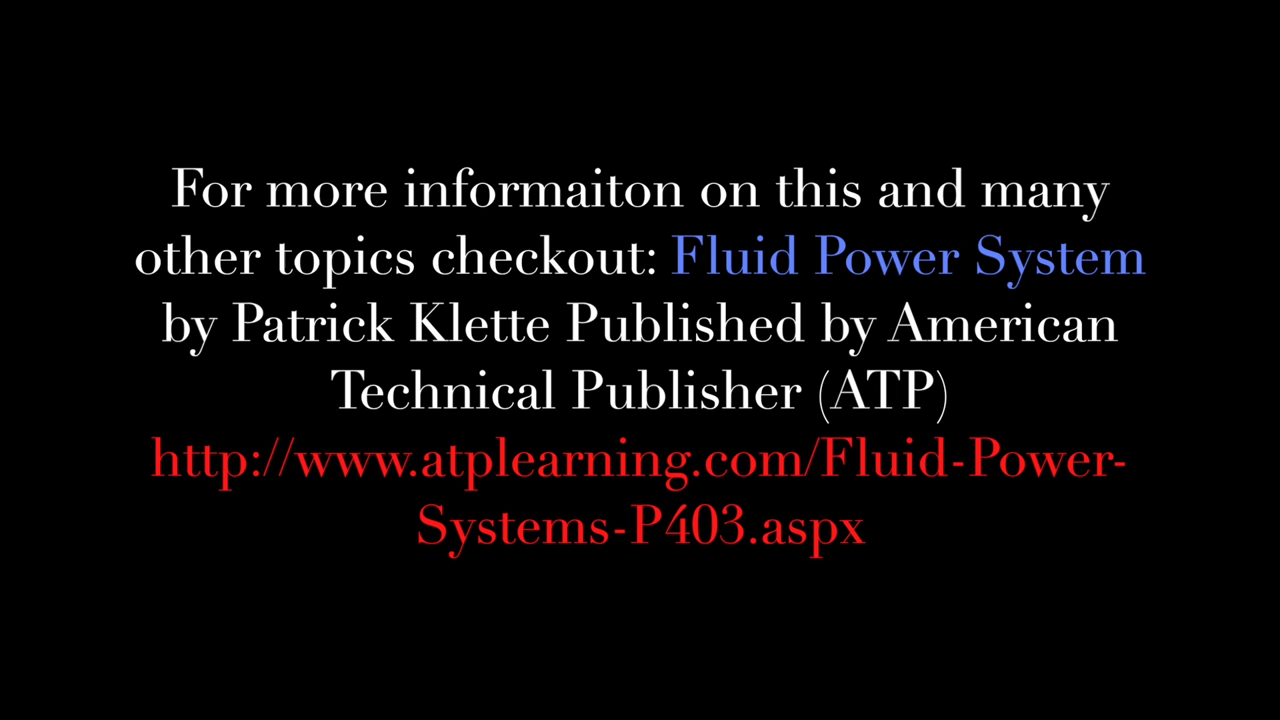 For more informaiton on this and many
other topics checkout: Fluid Power System
by Patrick Klette Published by American
Technical Publisher (ATP)
http://www.atplearning.com/Fluid-Power-
Systems-P403.aspx